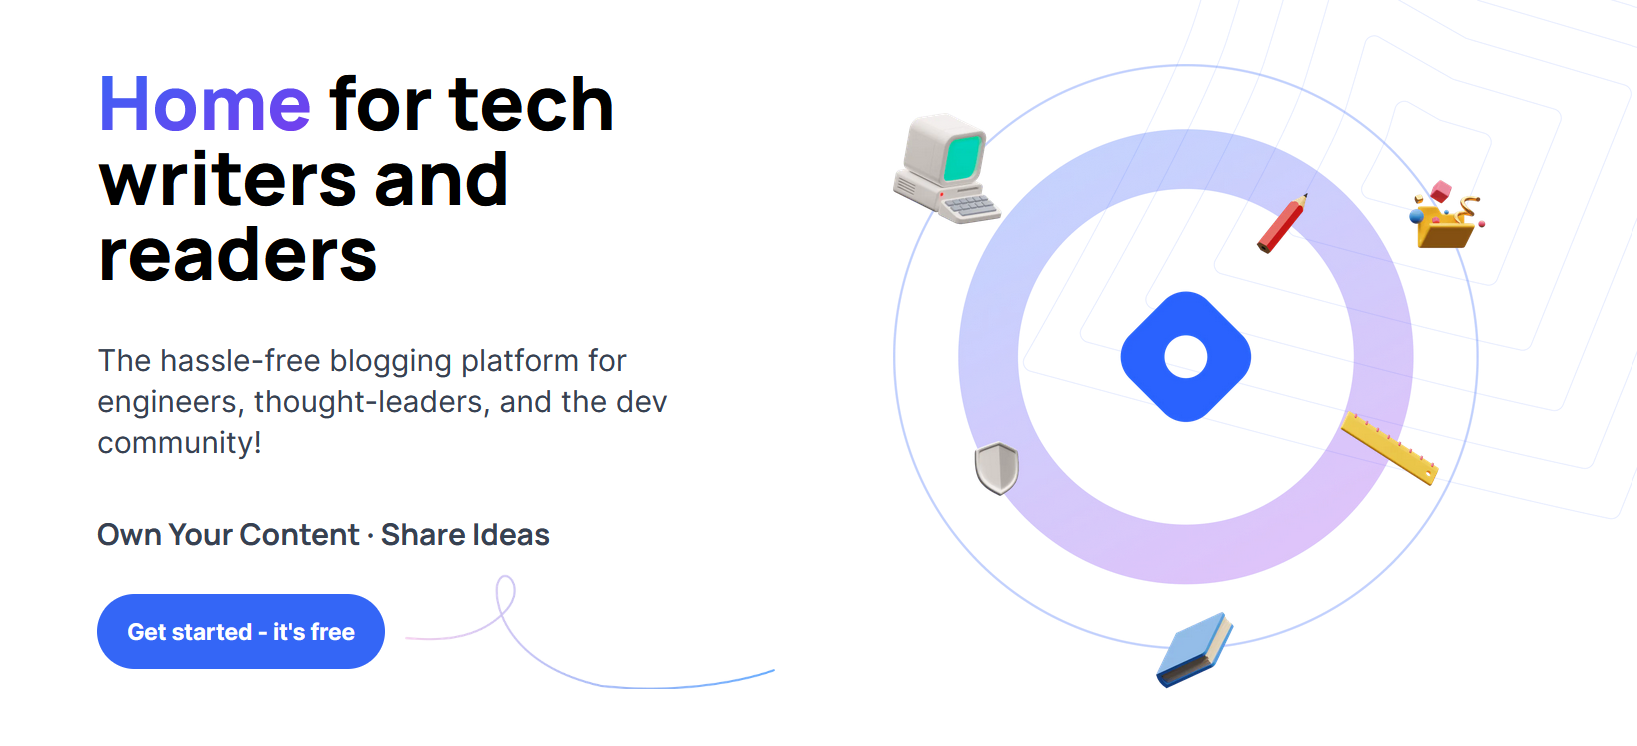 Home for tech
writers and
readers
The hassle-free blogging platform for
engineers, thought-leaders, and the dev
community!
Own Your Content · Share Ideas
Get started - it's free